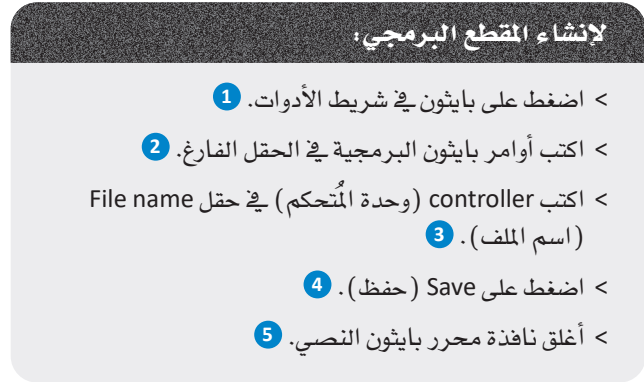 لإنشاء المقطع البرمجي:
> اضغط على بايثون في شريط الأدوات. 1
> اكتب أوامر بايثون البرمجية في الحقل الفارغ. 2
> اكتب controller (وحدة المُتحكم) في حقل File name
(اسم الملف). 3
> اضغط على Save (حفظ). 4
> أغلق نافذة محرر بايثون النصي. 5